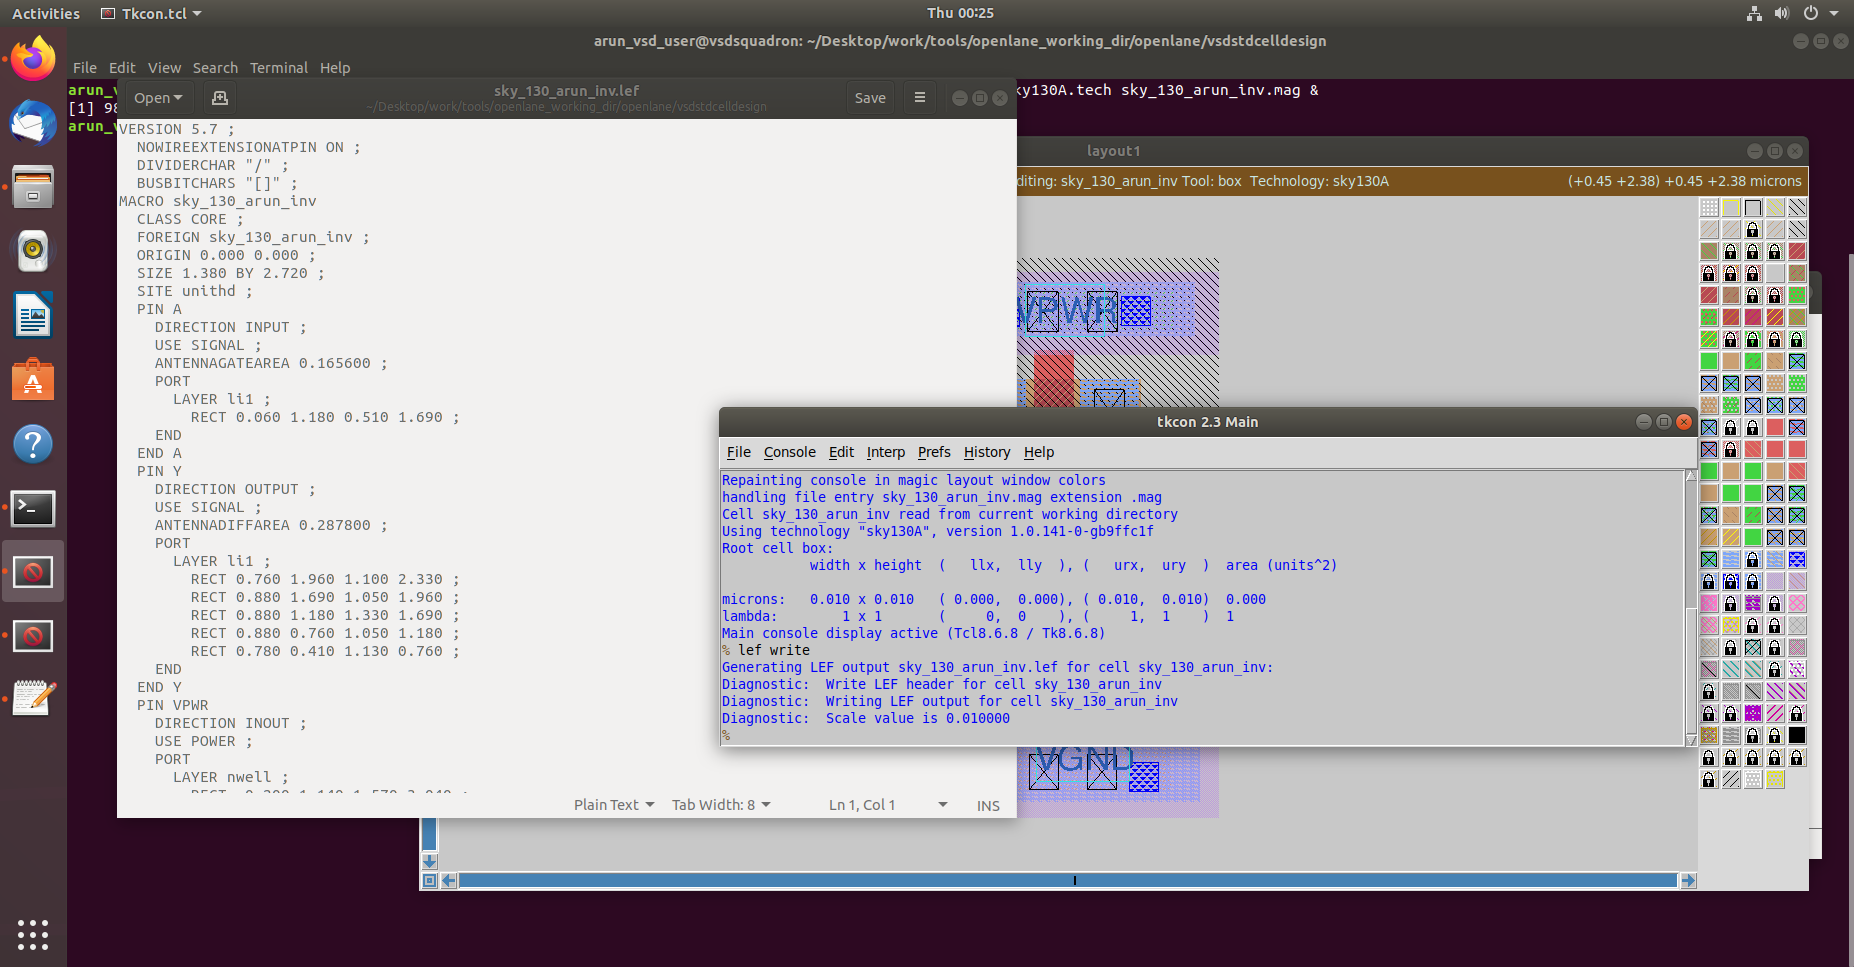 Activities
Tkcon.tcl
Thu 00:25
arun_vsd_user@vsdsquadron: ~/Desktop/work/tools/openlane_working_dir/openlane/vsdstdcelldesign
File Edit View Search Terminal Help
arun_v
[1] 98
arun_v
ky130A.tech sky_130_arun_inv.mag &
Open
sky_130_arun_inv.lef
~/Desktop/work/tools/openlane_working_dir/openlane/vsdstdcelldesign
Save
VERSION 5.7 ;
NOWIREEXTENSIONATPIN ON ;
DIVIDERCHAR "/" ;
BUSBITCHARS "[]" ;
MACRO sky_130_arun_inv
CLASS CORE ;
FOREIGN sky_130_arun_inv ;
ORIGIN 0.000 0.000 ;
SIZE 1.380 BY 2.720 ;
SITE unithd ;
PIN A
DIRECTION INPUT ;
USE SIGNAL ;
ANTENNAGATEAREA 0.165600 ;
PORT
LAYER li1 ;
RECT 0.060 1.180 0.510 1.690 ;
END
END A
PIN Y
DIRECTION OUTPUT ;
USE SIGNAL ;
ANTENNADIFFAREA 0.287800 ;
PORT
LAYER li1 ;
RECT 0.760 1.960 1.100 2.330 ;
RECT 0.880 1.690 1.050 1.960 ;
RECT 0.880 1.180 1.330 1.690 ;
RECT 0.880 0.760 1.050 1.180 ;
RECT 0.780 0.410 1.130 0.760 ;
END
END Y
PIN VPWR
DIRECTION INOUT ;
USE POWER ;
PORT
LAYER nwell ;
Plain Text
Tab Width: 8
Ln 1, Col 1
INS
layout1
diting: sky_130_arun_inv Tool: box Technology: sky130A
(+0.45 +2.38) +0.45 +2.38 microns
VPWR
tkcon 2.3 Main
File Console Edit Interp Prefs History Help
Repainting console in magic layout window colors
handling file entry sky_130_arun_inv.mag extension .mag
Cell sky_130_arun_inv read from current working directory
Using technology "sky130A", version 1.0.141-0-gb9ffc1f
Root cell box:
width x height ( llx, lly ), ( urx, ury ) area (units^2)
microns: 0.010 x 0.010 ( 0.000, 0.000), ( 0.010, 0.010) 0.000
lambda: 1 x 1 ( 0, 0 ), ( 1, 1 ) 1
Main console display active (Tcl8.6.8 / Tk8.6.8)
% lef write
Generating LEF output sky_130_arun_inv.lef for cell sky_130_arun_inv:
Diagnostic: Write LEF header for cell sky_130_arun_inv
Diagnostic: Writing LEF output for cell sky_130_arun_inv
Diagnostic: Scale value is 0.010000
%
VGND